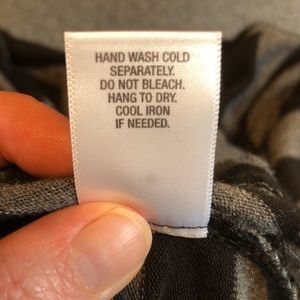 HAND WASH COLD
SEPARATELY.
DO NOT BLEACH.
HANG TO DRY.
COOL IRON
IF NEEDED.